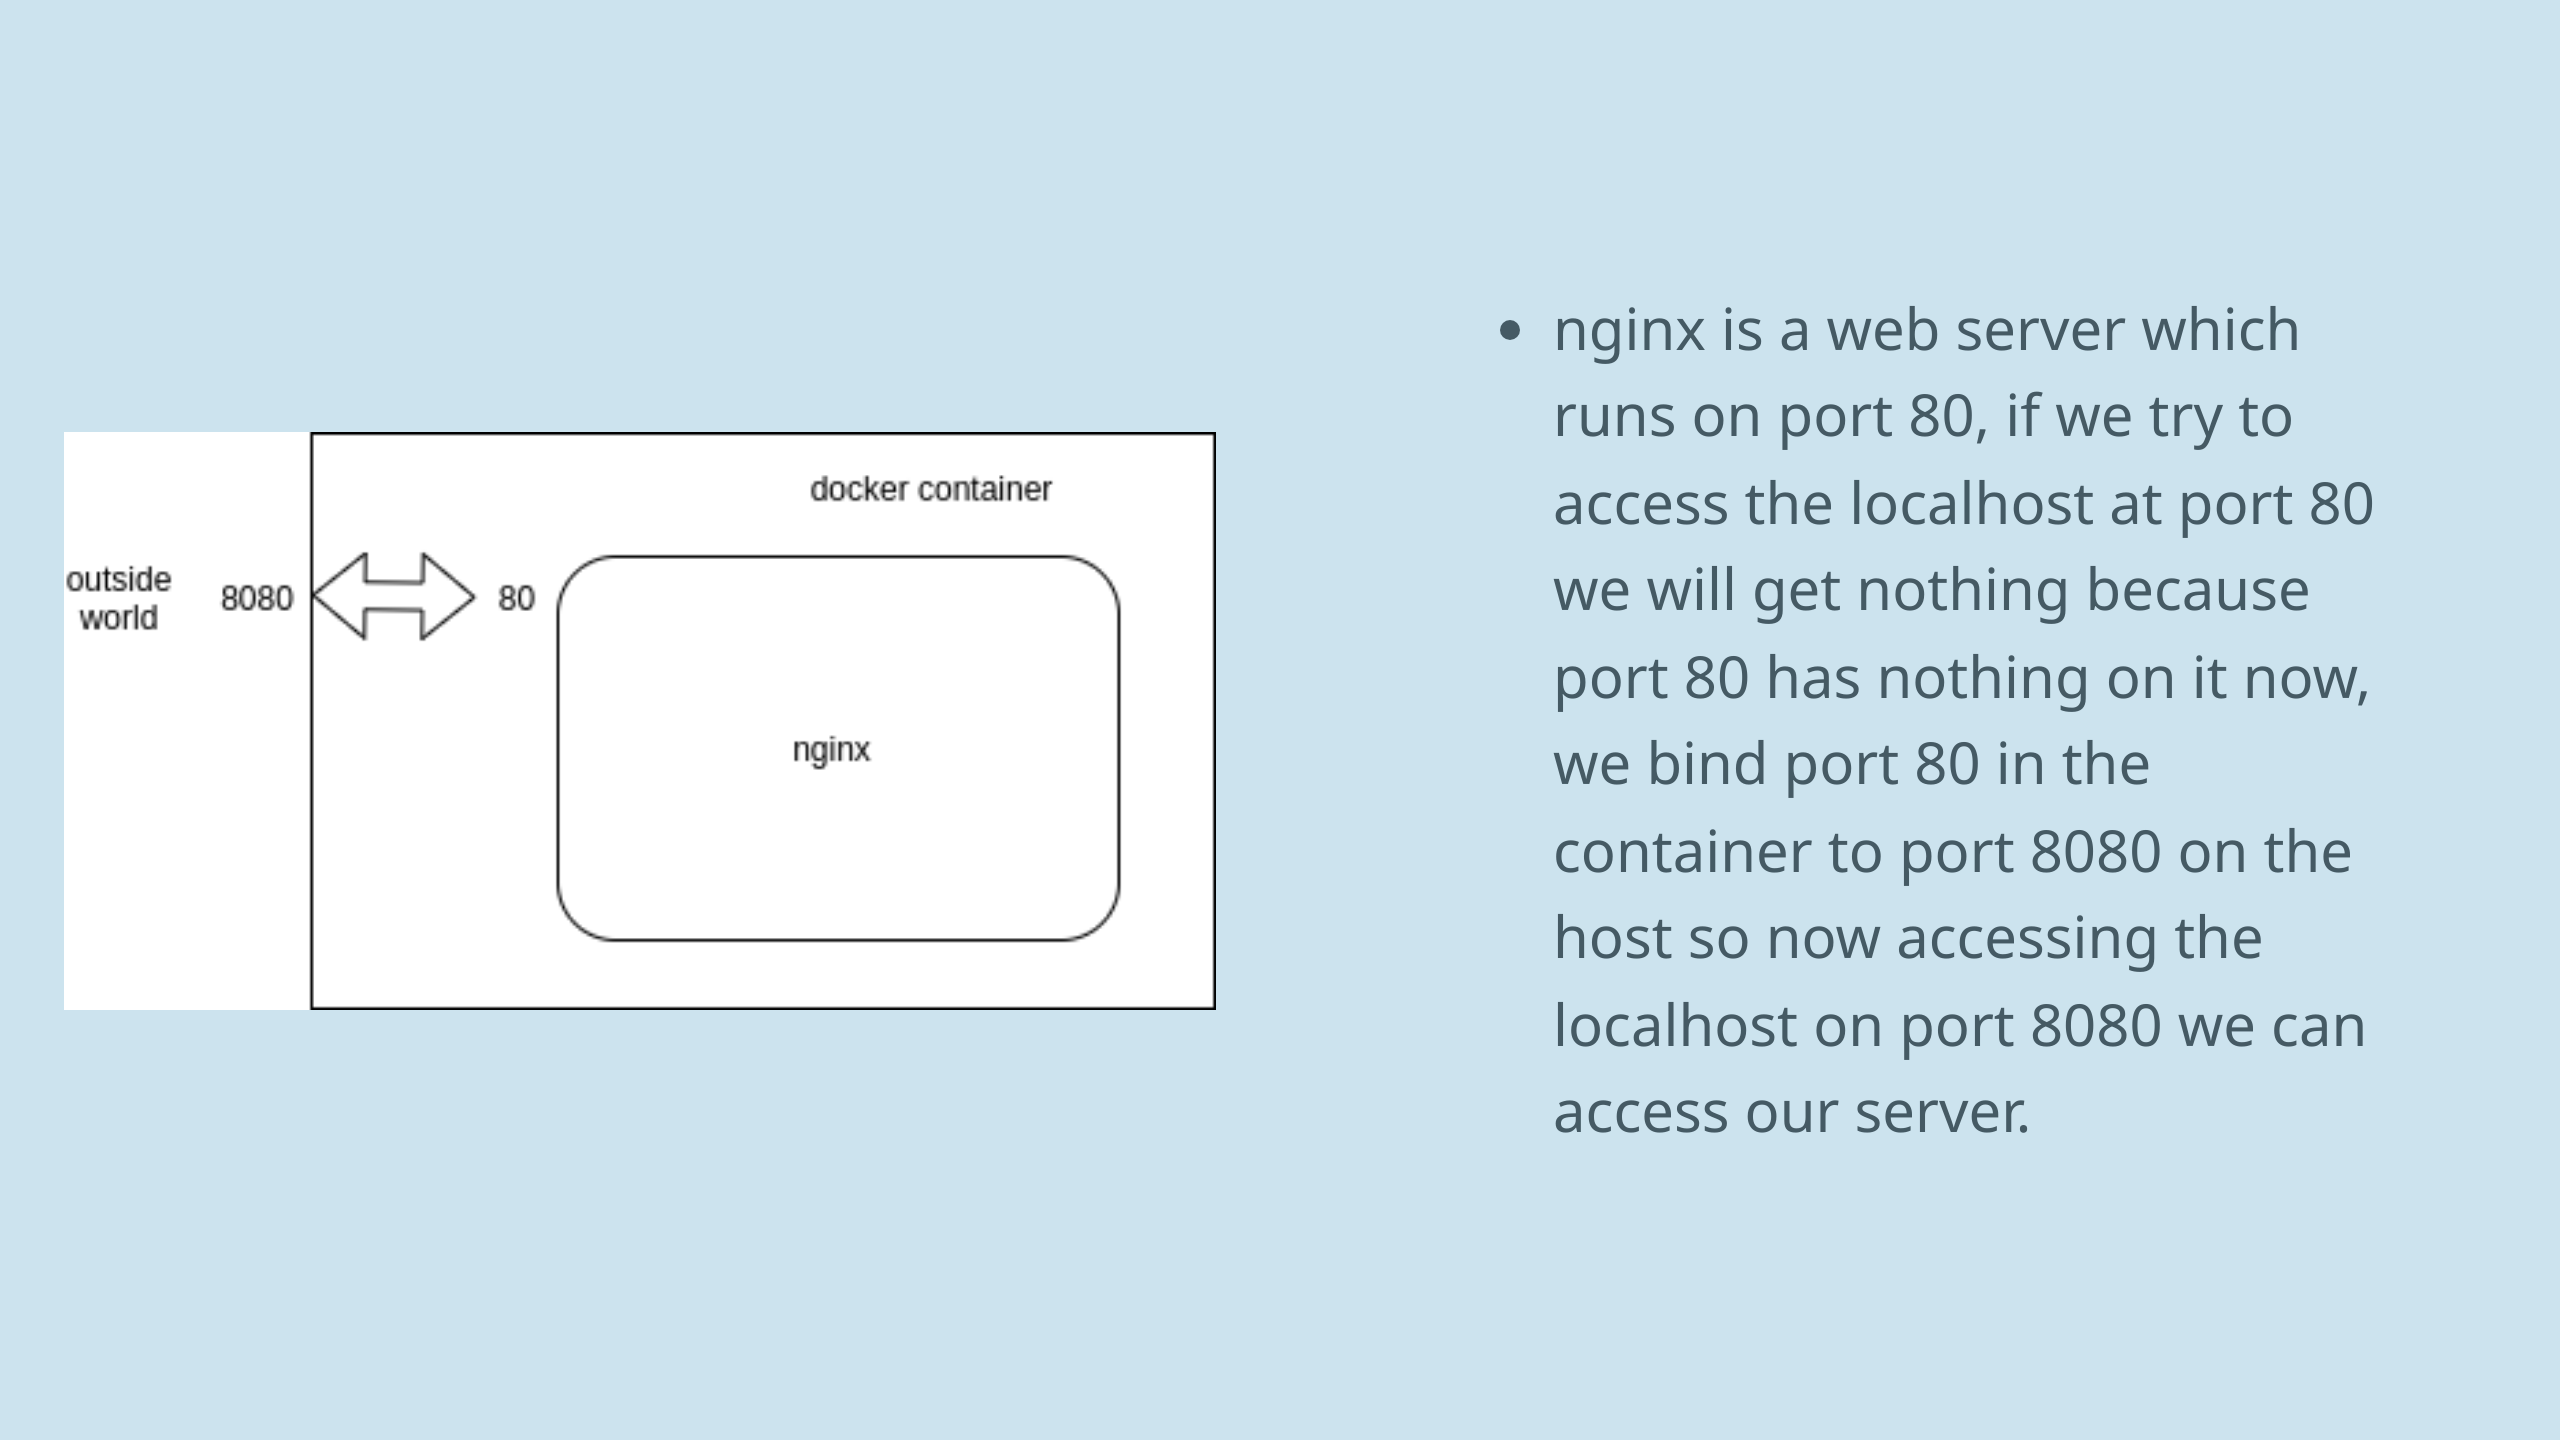 docker container
outside
world
8080
80
nginx
• nginx is a web server which
runs on port 80, if we try to
access the localhost at port 80
we will get nothing because
port 80 has nothing on it now,
we bind port 80 in the
container to port 8080 on the
host so now accessing the
localhost on port 8080 we can
access our server.